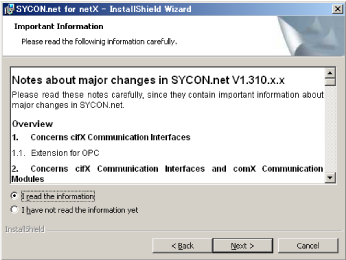 SYCON.net for netX - InstallShield Wizard
Important Information
Please read the following information carefully.
Notes about major changes in SYCON.net V1.310.x.x
Please read these notes carefully, since they contain important information about
major changes in SYCON.net.
Overview
1. Concerns cifX Communication Interfaces
1.1. Extension for OPC
2. Concerns cifX Communication Interfaces and comX Communication
Modules
I read the information
I have not read the information yet
InstallShield
< Back
Next >
Cancel